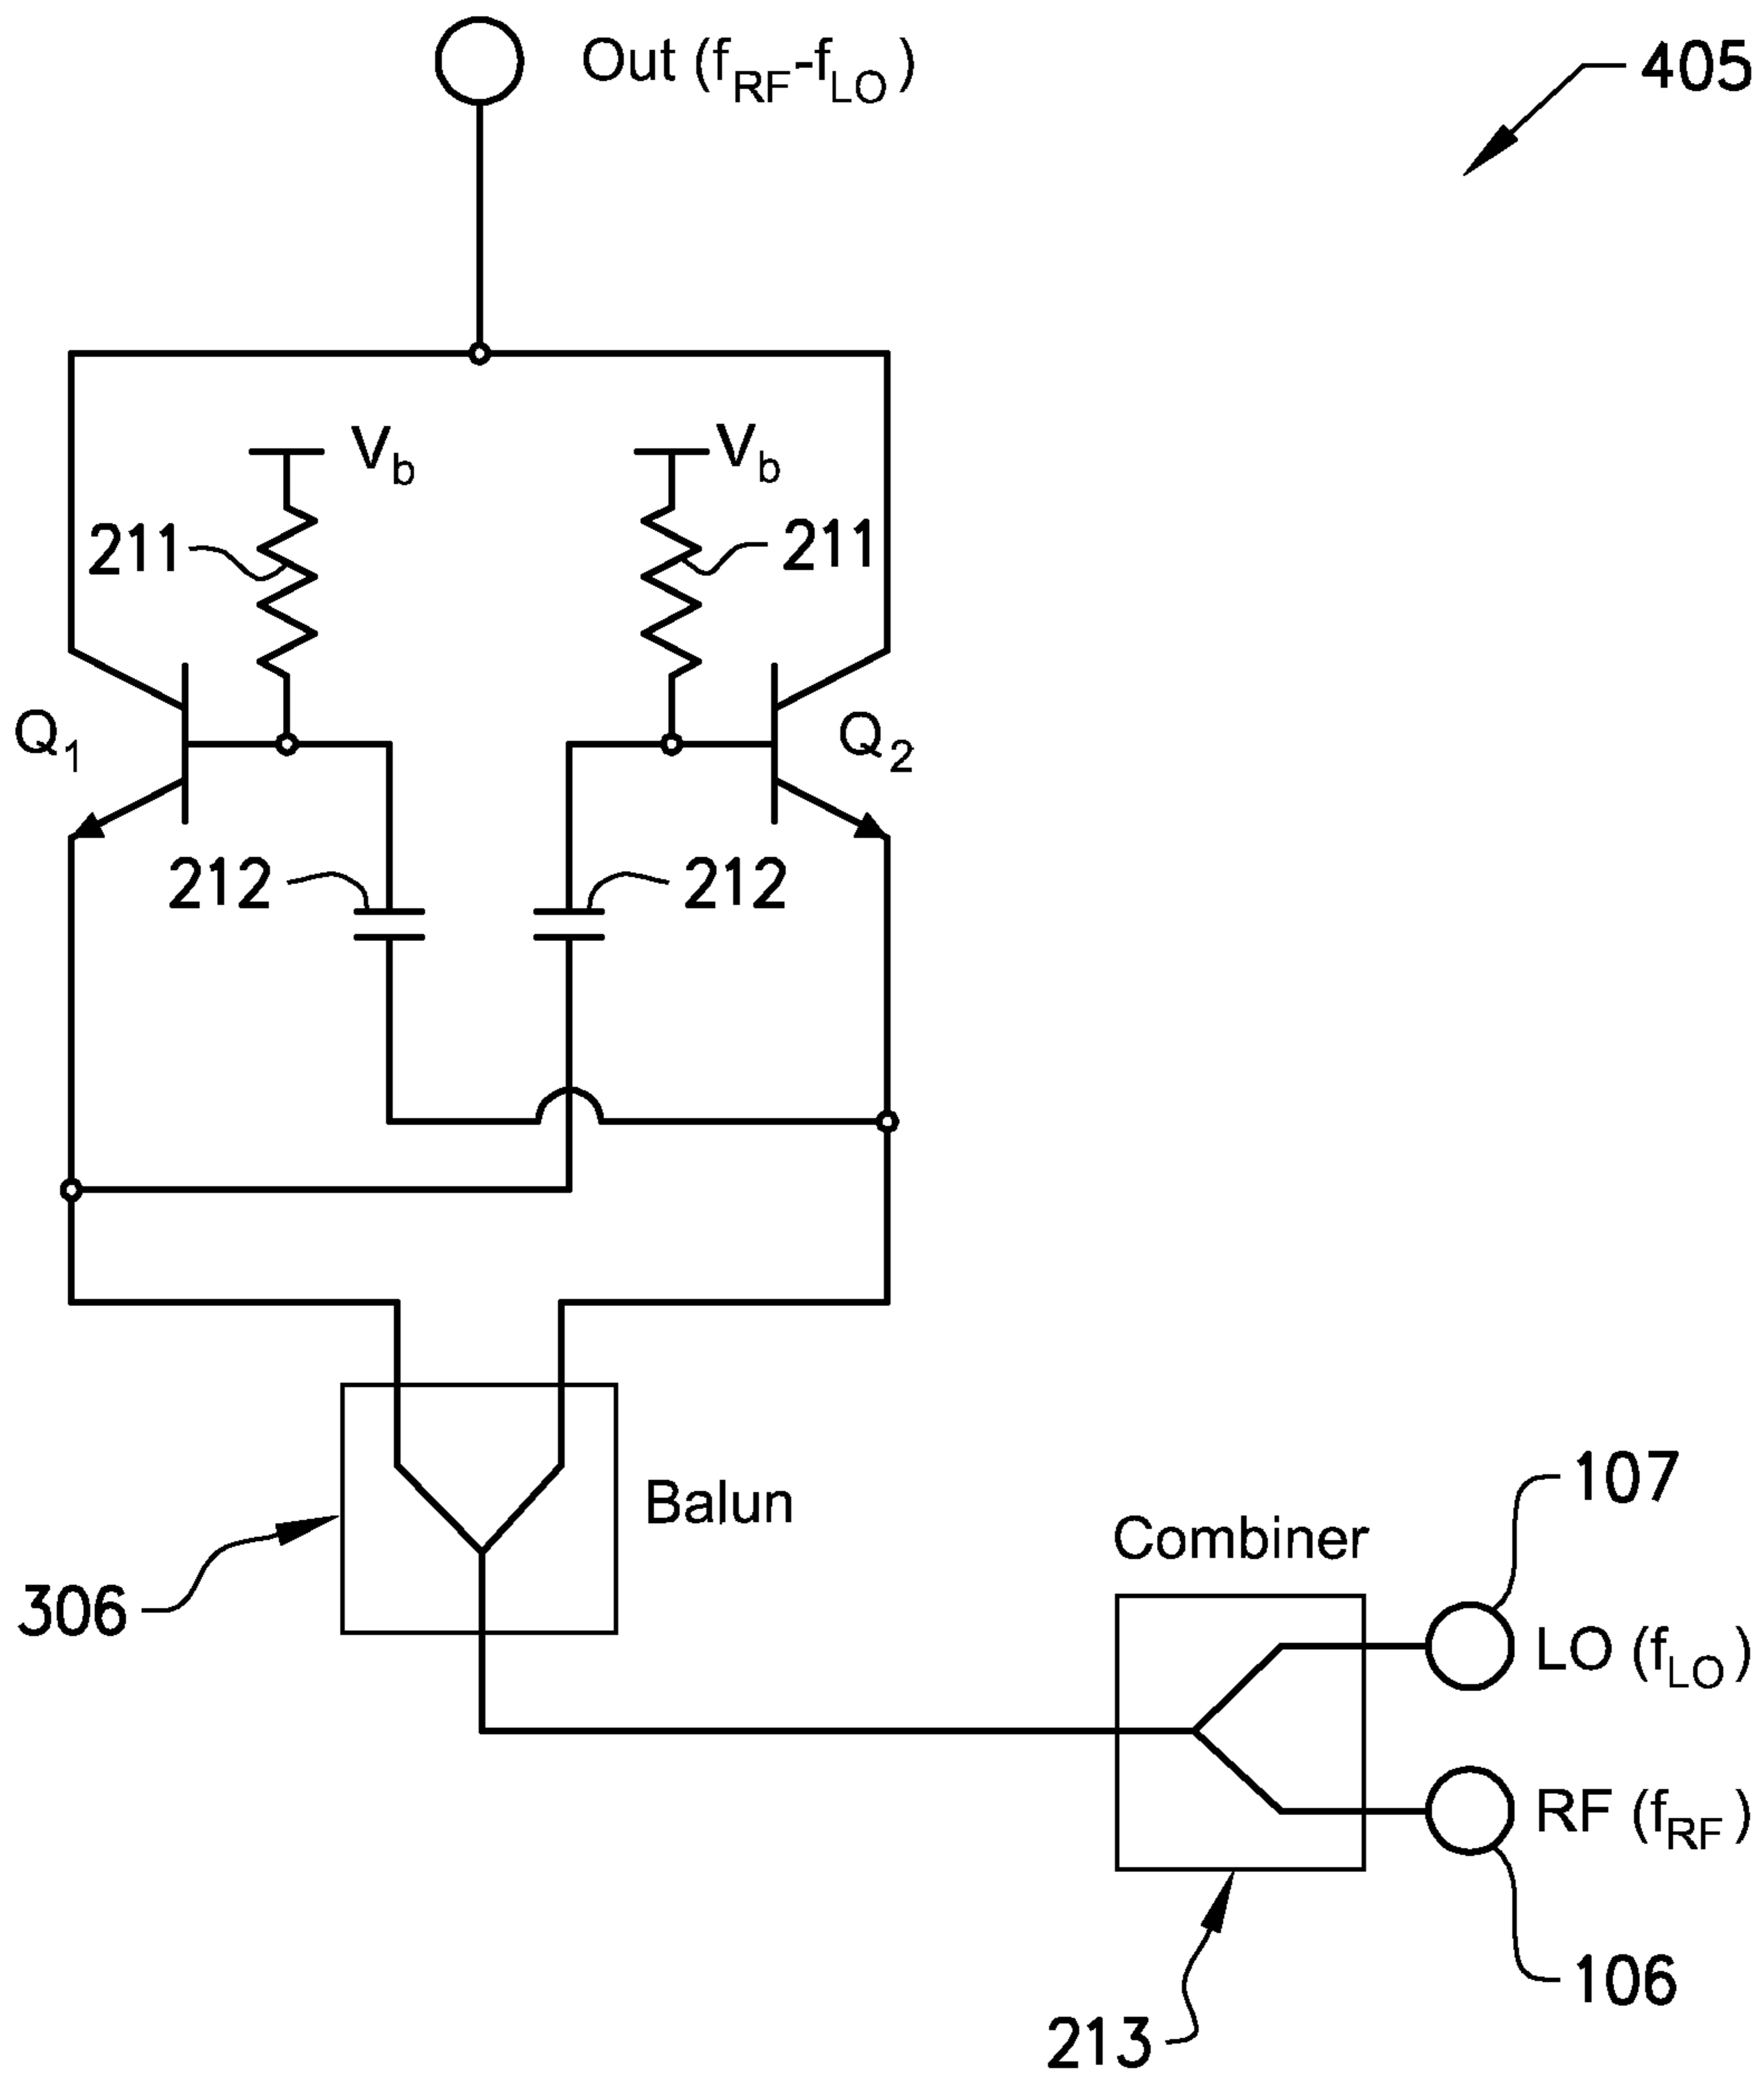 Out (fRF-fLO)
405
Vb
Vb
211
211
Q1
Q2
212
212
Balun
306
Combiner
107
LO (fLO)
RF (fRF)
106
213